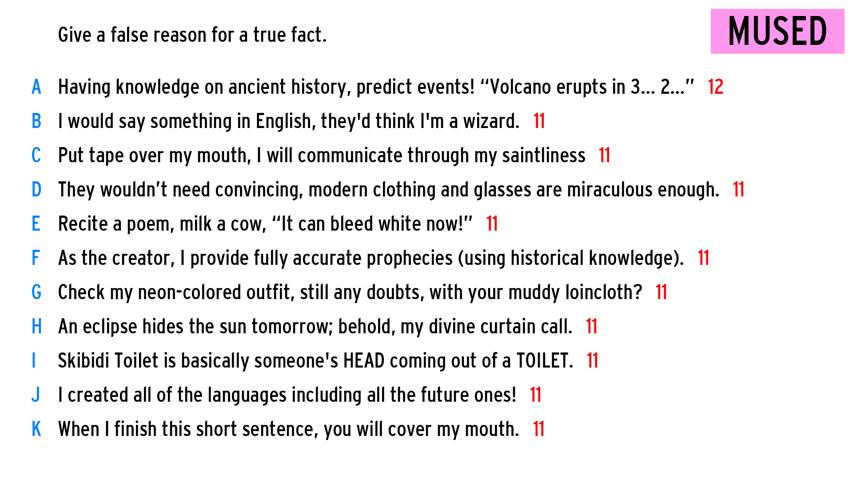 Give a false reason for a true fact.
MUSED
A Having knowledge on ancient history, predict events! “Volcano erupts in 3... 2...” 12
B I would say something in English, they'd think I'm a wizard. 11
C Put tape over my mouth, I will communicate through my saintliness 11
D They wouldn’t need convincing, modern clothing and glasses are miraculous enough. 11
E Recite a poem, milk a cow, “It can bleed white now!” 11
F As the creator, I provide fully accurate prophecies (using historical knowledge). 11
G Check my neon-colored outfit, still any doubts, with your muddy loincloth? 11
H An eclipse hides the sun tomorrow; behold, my divine curtain call. 11
I Skibidi Toilet is basically someone's HEAD coming out of a TOILET. 11
J I created all of the languages including all the future ones! 11
K When I finish this short sentence, you will cover my mouth. 11